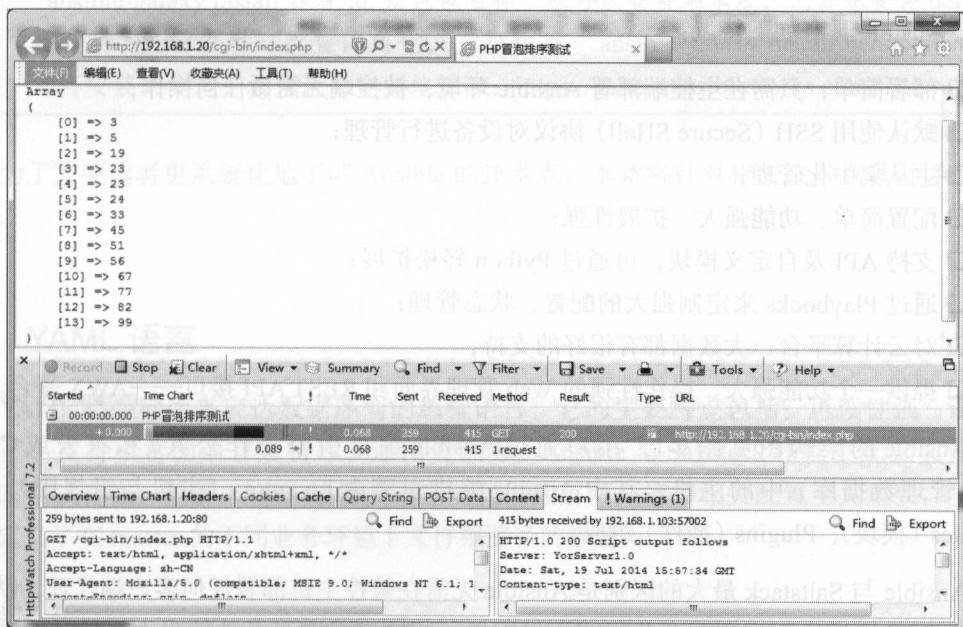 http://192.168.1.20/cgi-bin/index.php
PHP冒泡排序测试
文件(F) 编辑(E) 查看(V) 收藏夹(A) 工具(T) 帮助(H)
Array
(
[0] => 3
[1] => 5
[2] => 19
[3] => 23
[4] => 23
[5] => 24
[6] => 33
[7] => 45
[8] => 51
[9] => 56
[10] => 67
[11] => 77
[12] => 82
[13] => 99
)
Record Stop Clear View Summary Find Filter Save Tools Help
Started Time Chart ! Time Sent Received Method Result Type URL
00:00:00.000 PHP冒泡排序测试
+ 0.000 ! 0.068 259 415 GET 200 http://192.168.1.20/cgi-bin/index.php
0.089 ! 0.068 259 415 1 request
HttpWatch Professional 7.2
Overview Time Chart Headers Cookies Cache Query String POST Data Content Stream ! Warnings (1)
259 bytes sent to 192.168.1.20:80 Find Export
GET /cgi-bin/index.php HTTP/1.1
Accept: text/html, application/xhtml+xml, */*
Accept-Language: zh-CN
User-Agent: Mozilla/5.0 (compatible; MSIE 9.0; Windows NT 6.1;
415 bytes received by 192.168.1.103:57002 Find Export
HTTP/1.0 200 Script output follows
Server: YorServer1.0
Date: Sat, 19 Jul 2014 15:57:34 GMT
Content-type: text/html